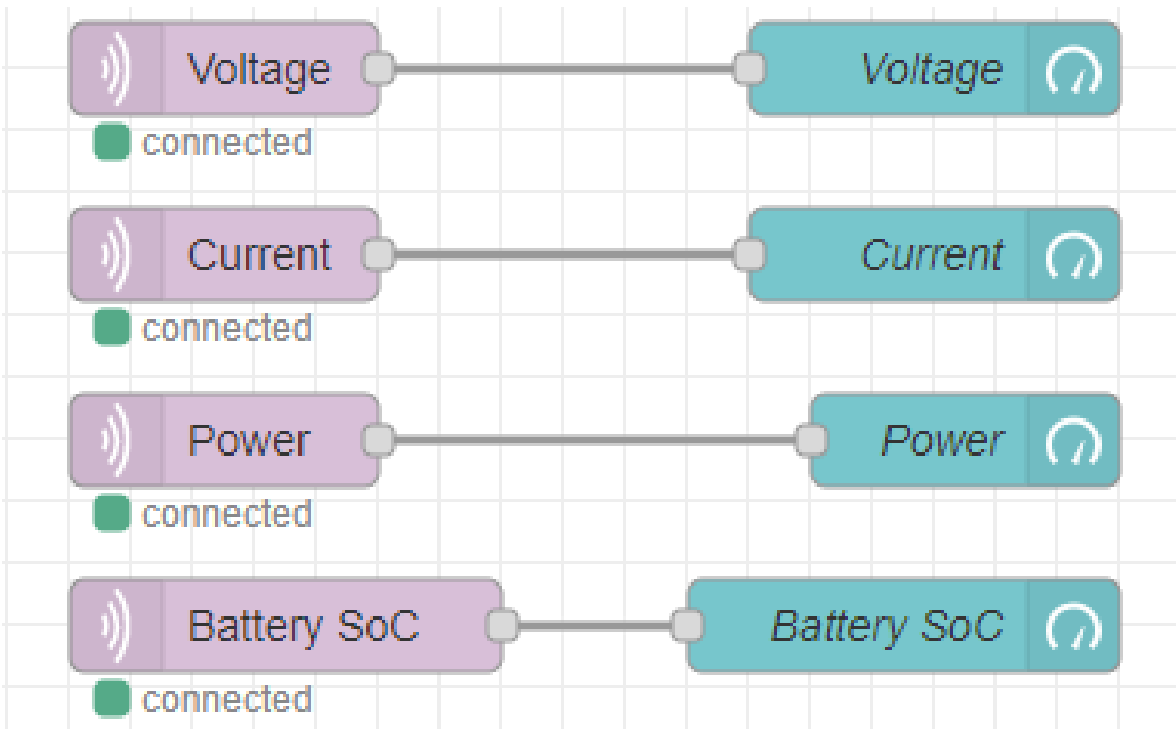 Voltage Voltage
connected
Current Current
connected
Power Power
connected
Battery SoC Battery SoC
connected